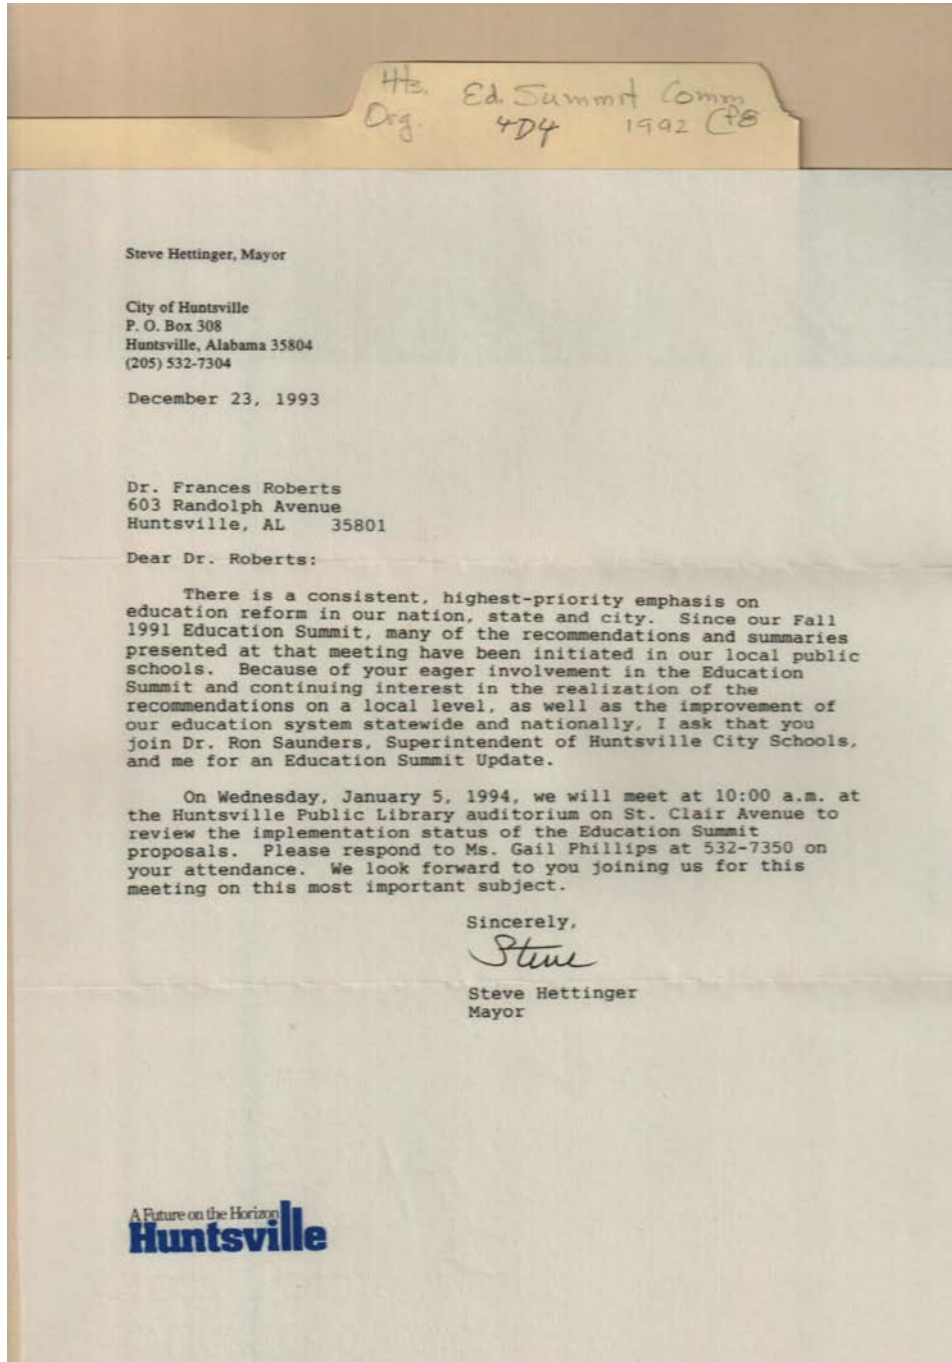 Hts. Ed. Summit Comm
Org. 4D4 1992
Steve Hettinger, Mayor
City of Huntsville
P. O. Box 308
Huntsville, Alabama 35804
(205) 532-7304
December 23, 1993
Dr. Frances Roberts
603 Randolph Avenue
Huntsville, AL 35801
Dear Dr. Roberts:
There is a consistent, highest-priority emphasis on
education reform in our nation, state and city. Since our Fall
1991 Education Summit, many of the recommendations and summaries
presented at that meeting have been initiated in our local public
schools. Because of your eager involvement in the Education
Summit and continuing interest in the realization of the
recommendations on a local level, as well as the improvement of
our education system statewide and nationally, I ask that you
join Dr. Ron Saunders, Superintendent of Huntsville City Schools,
and me for an Education Summit Update.
On Wednesday, January 5, 1994, we will meet at 10:00 a.m. at
the Huntsville Public Library auditorium on St. Clair Avenue to
review the implementation status of the Education Summit
proposals. Please respond to Ms. Gail Phillips at 532-7350 on
your attendance. We look forward to you joining us for this
meeting on this most important subject.
Sincerely,
Steve
Steve Hettinger
Mayor
A Future on the Horizon
Huntsville